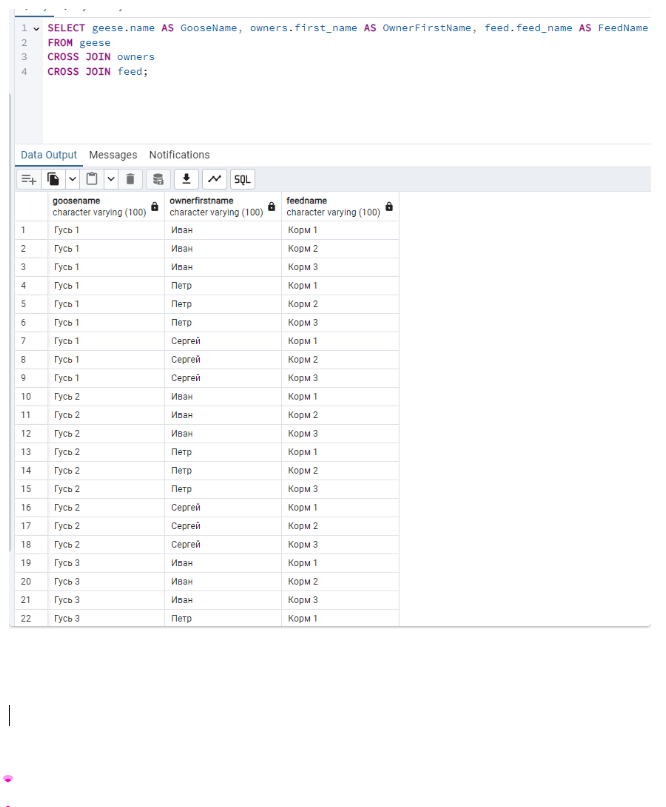 1 SELECT geese.name AS GooseName, owners.first_name AS OwnerFirstName, feed.feed_name AS FeedName
2 FROM geese
3 CROSS JOIN owners
4 CROSS JOIN feed;
Data Output Messages Notifications
SQL
goosename ownerfirstname feedname
character varying (100) character varying (100) character varying (100)
1 Гусь 1 Иван Корм 1
2 Гусь 1 Иван Корм 2
3 Гусь 1 Иван Корм 3
4 Гусь 1 Петр Корм 1
5 Гусь 1 Петр Корм 2
6 Гусь 1 Петр Корм 3
7 Гусь 1 Сергей Корм 1
8 Гусь 1 Сергей Корм 2
9 Гусь 1 Сергей Корм 3
10 Гусь 2 Иван Корм 1
11 Гусь 2 Иван Корм 2
12 Гусь 2 Иван Корм 3
13 Гусь 2 Петр Корм 1
14 Гусь 2 Петр Корм 2
15 Гусь 2 Петр Корм 3
16 Гусь 2 Сергей Корм 1
17 Гусь 2 Сергей Корм 2
18 Гусь 2 Сергей Корм 3
19 Гусь 3 Иван Корм 1
20 Гусь 3 Иван Корм 2
21 Гусь 3 Иван Корм 3
22 Гусь 3 Петр Корм 1